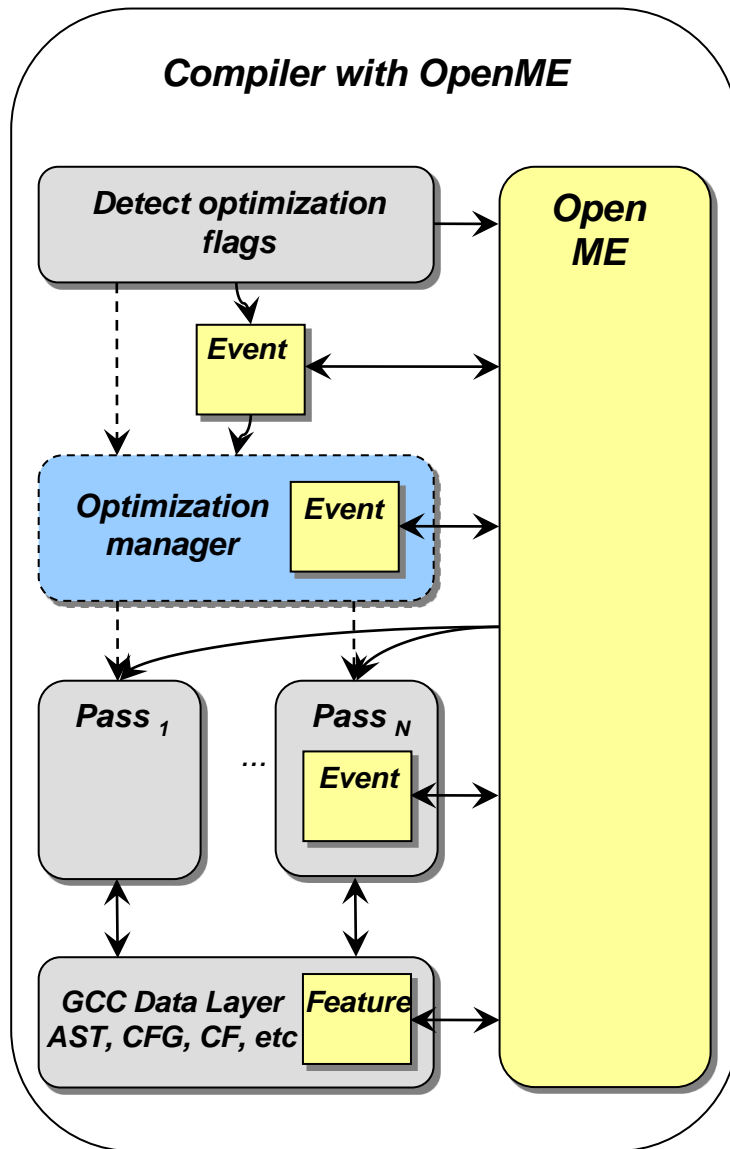 Compiler with OpenME
Detect optimization
flags
Open
ME
Event
Optimization
manager
Event
Pass 1
...
Pass N
Event
GCC Data Layer
AST, CFG, CF, etc
Feature